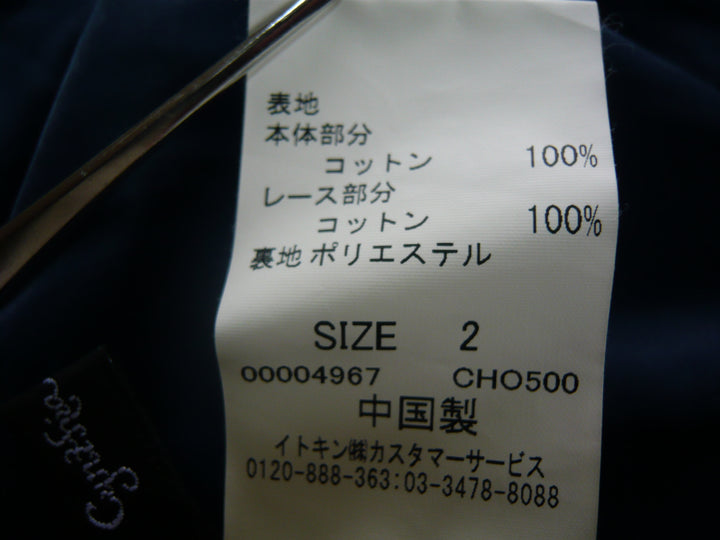 表地
本体部分
コットン 100%
レース部分
コットン 100%
裏地 ポリエステル
SIZE 2
00004967 CHO500
中国製
イトキン㈱カスタマーサービス
0120-888-363:03-3478-8088